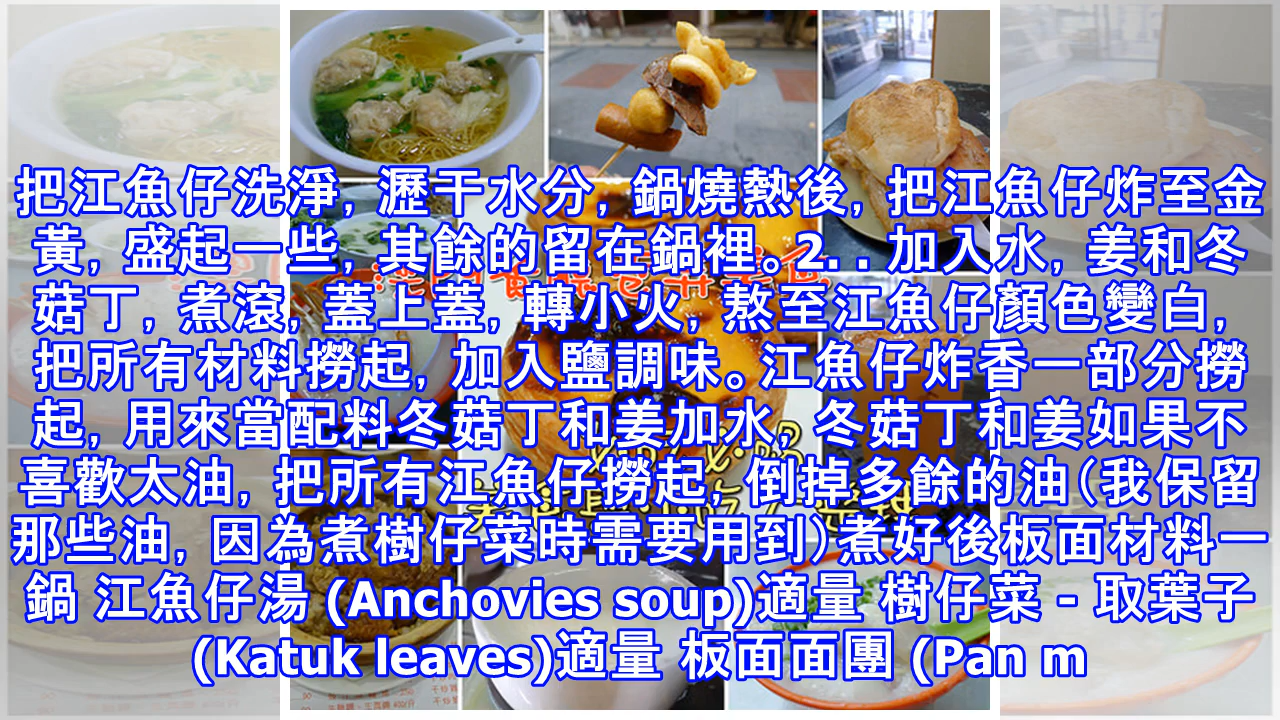 把江魚仔洗淨, 瀝干水分, 鍋燒熱後, 把江魚仔炸至金
黃, 盛起一些, 其餘的留在鍋裡。2. . 加入水, 姜和冬
菇丁, 煮滾, 蓋上蓋, 轉小火, 熬至江魚仔顏色變白,
把所有材料撈起, 加入鹽調味。江魚仔炸香一部分撈
起, 用來當配料冬菇丁和姜加水, 冬菇丁和姜如果不
喜歡太油, 把所有江魚仔撈起, 倒掉多餘的油(我保留
那些油, 因為煮樹仔菜時需要用到)煮好後板面材料一
鍋 江魚仔湯 (Anchovies soup)適量 樹仔菜 - 取葉子
(Katuk leaves)適量 板面面團 (Pan m